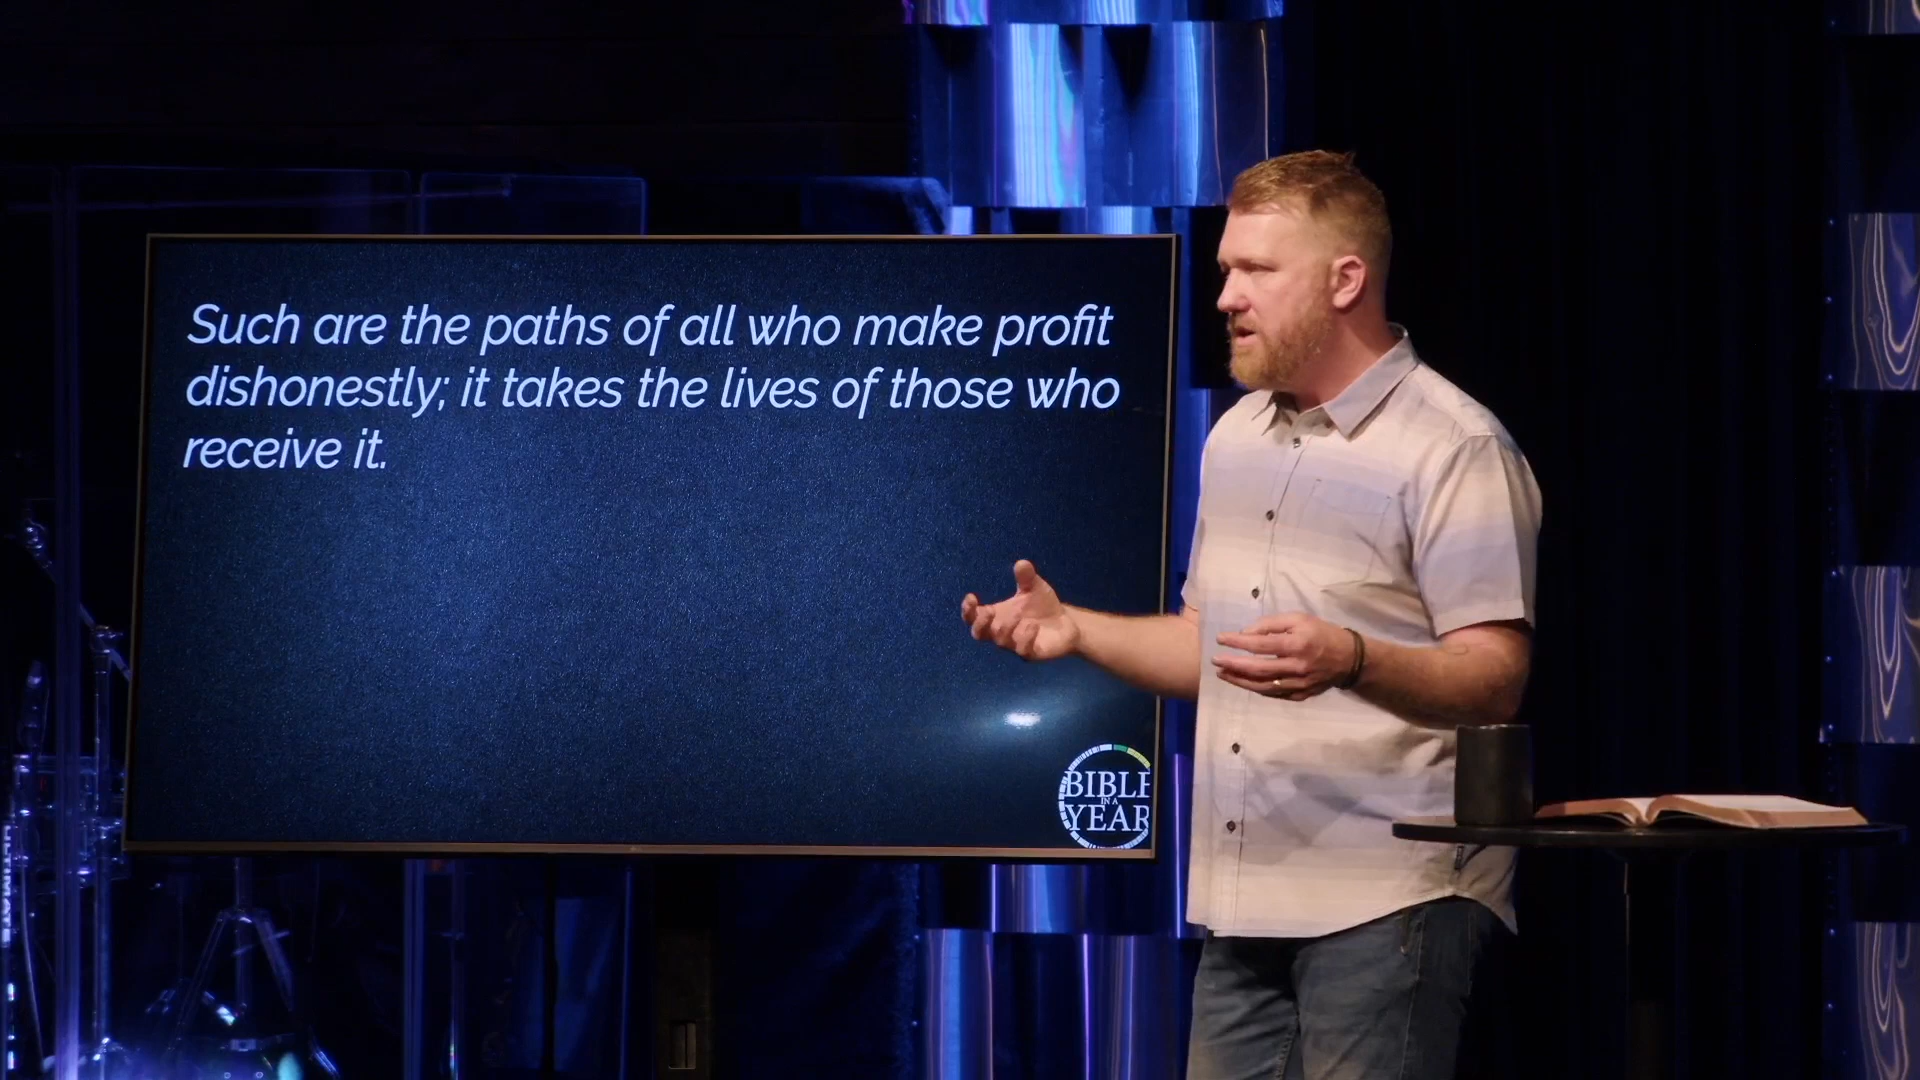 Such are the paths of all who make profit
dishonestly; it takes the lives of those who
receive it.
BIBLE
IN A
YEAR